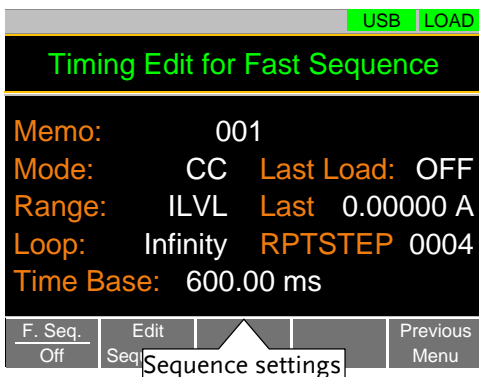 USB LOAD
Timing Edit for Fast Sequence
Memo: 001
Mode: CC Last Load: OFF
Range: ILVL Last 0.00000 A
Loop: Infinity RPTSTEP 0004
Time Base: 600.00 ms
F. Seq. Edit Previous
Off Seq Menu
Sequence settings